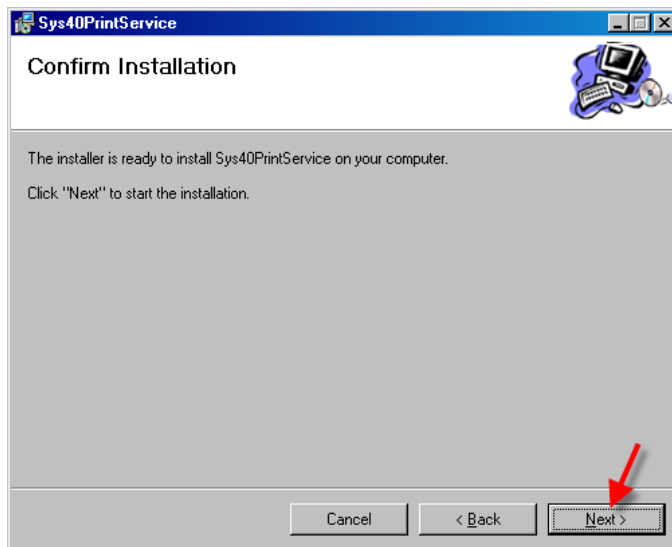 Sys40PrintService
Confirm Installation
The installer is ready to install Sys40PrintService on your computer.
Click "Next" to start the installation.
Cancel
< Back
Next >